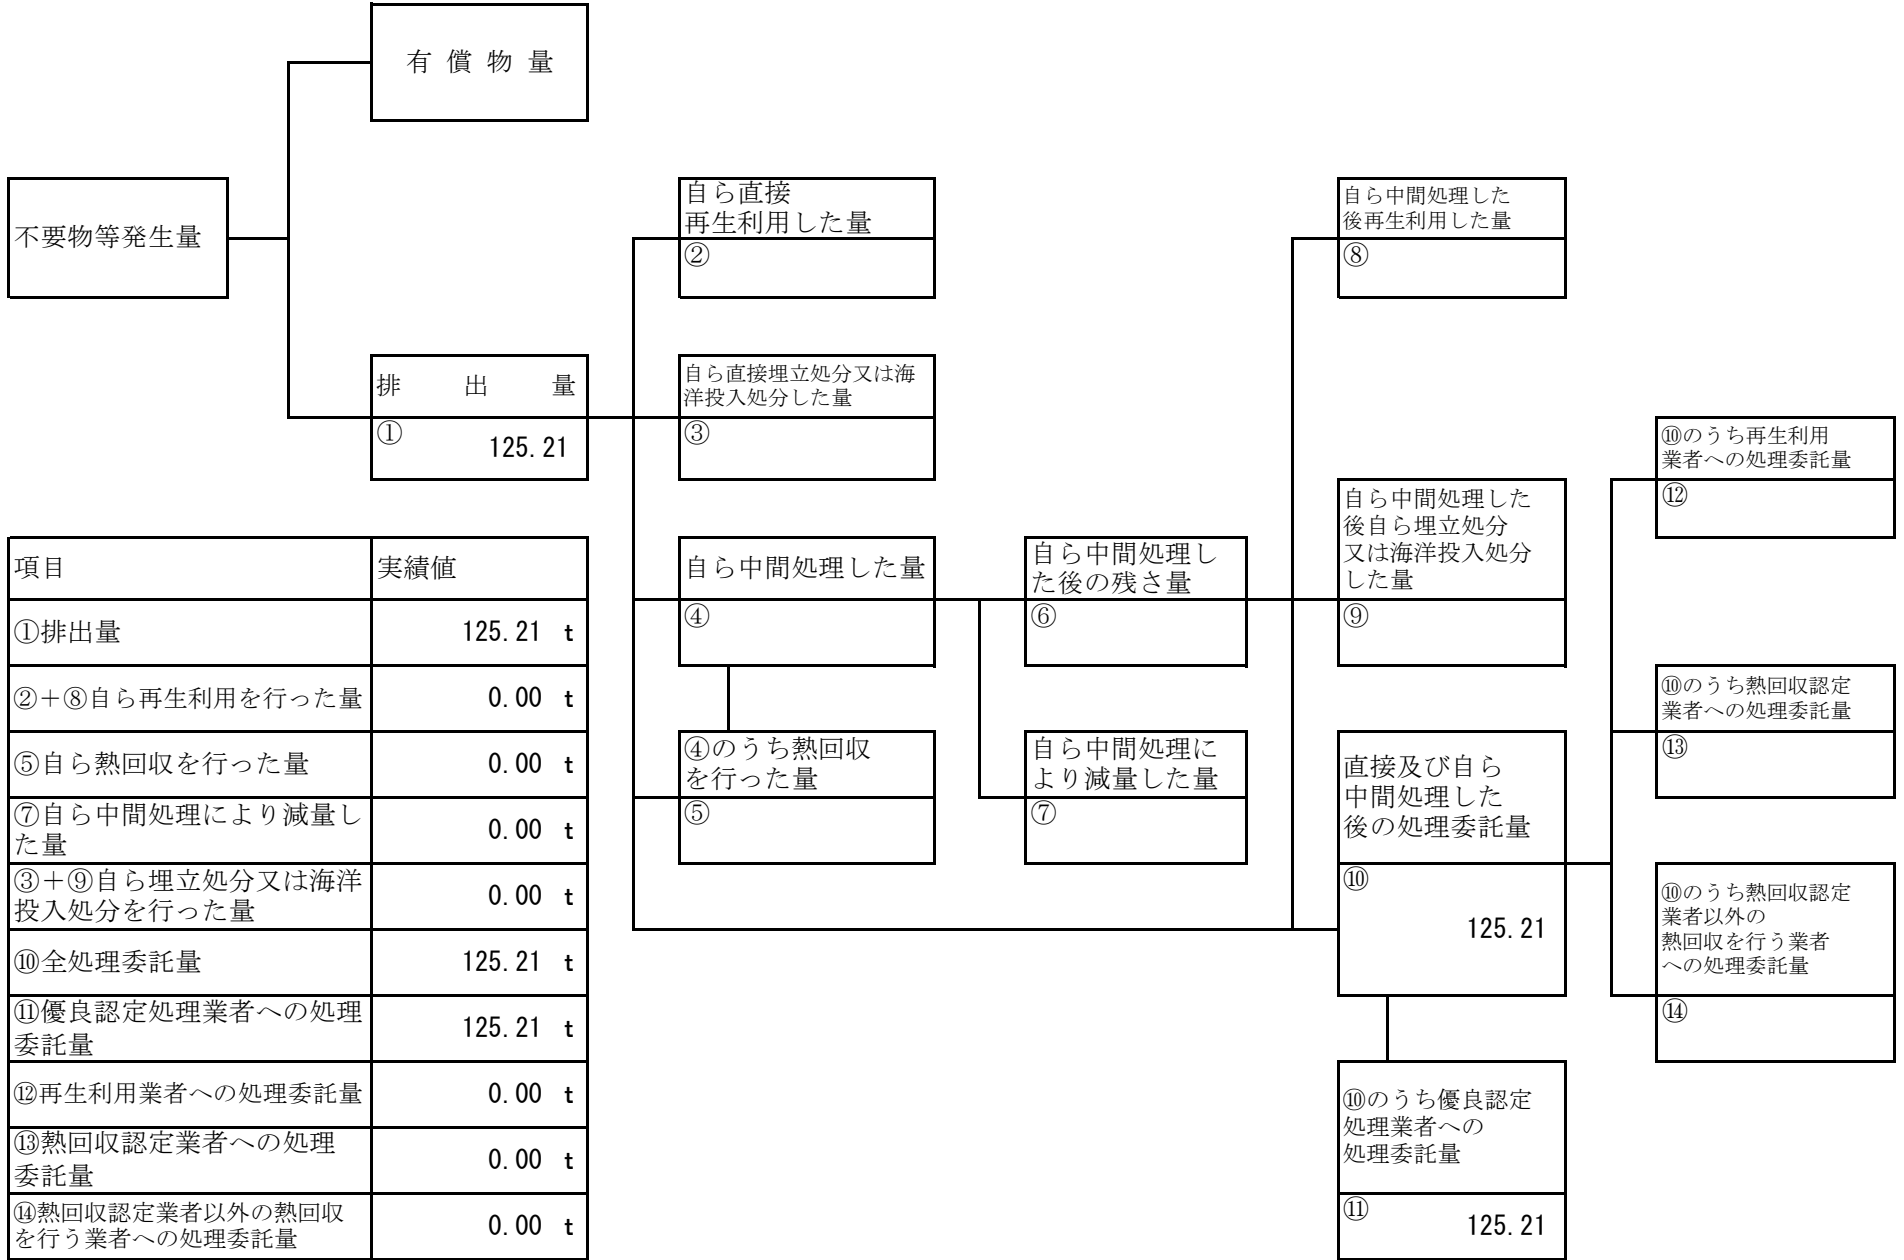 有償物量
不要物等発生量
自ら直接
再生利用した量
②
自ら中間処理した
後再生利用した量
⑧
排出量
① 125.21
自ら直接埋立処分又は海
洋投入処分した量
③
⑩のうち再生利用
業者への処理委託量
⑫
自ら中間処理した
後自ら埋立処分
又は海洋投入処分
した量
⑨
自ら中間処理した量
④
自ら中間処理し
た後の残さ量
⑥
⑩のうち熱回収認定
業者への処理委託量
⑬
④のうち熱回収
を行った量
⑤
自ら中間処理に
より減量した量
⑦
直接及び自ら
中間処理した
後の処理委託量
⑩
125.21
⑩のうち熱回収認定
業者以外の
熱回収を行う業者
への処理委託量
⑭
⑩のうち優良認定
処理業者への
処理委託量
⑪ 125.21
項目 実績値
①排出量 125.21 t
②+⑧自ら再生利用を行った量 0.00 t
⑤自ら熱回収を行った量 0.00 t
⑦自ら中間処理により減量し
た量 0.00 t
③+⑨自ら埋立処分又は海洋
投入処分を行った量 0.00 t
⑩全処理委託量 125.21 t
⑪優良認定処理業者への処理
委託量 125.21 t
⑫再生利用業者への処理委託量 0.00 t
⑬熱回収認定業者への処理
委託量 0.00 t
⑭熱回収認定業者以外の熱回収
を行う業者への処理委託量 0.00 t